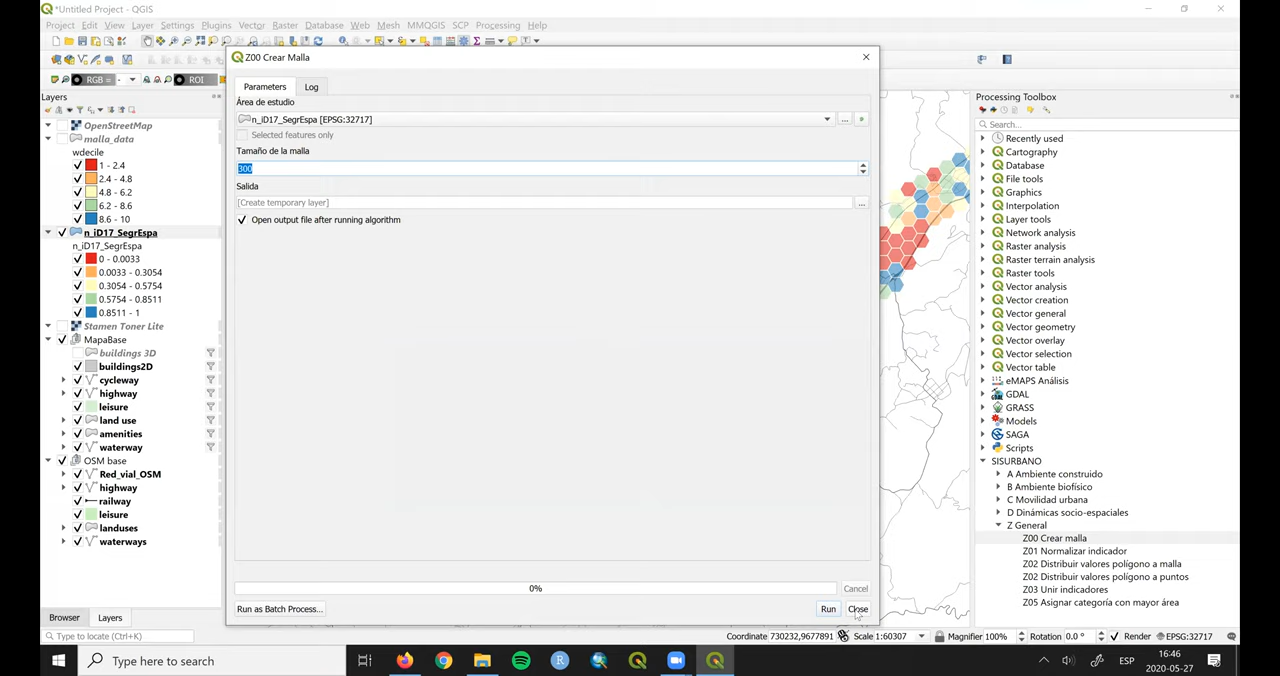 *Untitled Project - QGIS
Project Edit View Layer Settings Plugins Vector Raster Database Web Mesh MMQGIS SCP Processing Help
RGB = -
ROI
Layers
OpenStreetMap
malla_data
wdecile
1 - 2.4
2.4 - 4.8
4.8 - 6.2
6.2 - 8.6
8.6 - 10
n_iD17_SegrEspa
n_iD17_SegrEspa
0 - 0.0033
0.0033 - 0.3054
0.3054 - 0.5754
0.5754 - 0.8511
0.8511 - 1
Stamen Toner Lite
MapaBase
buildings 3D
buildings2D
cycleway
highway
leisure
land use
amenities
waterway
OSM base
Red_vial_OSM
highway
railway
leisure
landuses
waterways
Browser Layers
Z00 Crear Malla
Parameters Log
Área de estudio
n_iD17_SegrEspa [EPSG:32717]
...
Selected features only
Tamaño de la malla
300
Salida
[Create temporary layer]
...
Open output file after running algorithm
0%
Cancel
Run as Batch Process...
Run Close
Processing Toolbox
Search...
Recently used
Cartography
Database
File tools
Graphics
Interpolation
Layer tools
Network analysis
Raster analysis
Raster terrain analysis
Raster tools
Vector analysis
Vector creation
Vector general
Vector geometry
Vector overlay
Vector selection
Vector table
eMAPS Análisis
GDAL
GRASS
Models
SAGA
Scripts
SISURBANO
A Ambiente construido
B Ambiente biofísico
C Movilidad urbana
D Dinámicas socio-espaciales
Z General
Z00 Crear malla
Z01 Normalizar indicador
Z02 Distribuir valores polígono a malla
Z02 Distribuir valores polígono a puntos
Z03 Unir indicadores
Z05 Asignar categoría con mayor área
Type to locate (Ctrl+K)
Coordinate 730232,9677891 Scale 1:60307 Magnifier 100% Rotation 0.0 ° Render EPSG:32717
Type here to search
ESP
16:46
2020-05-27